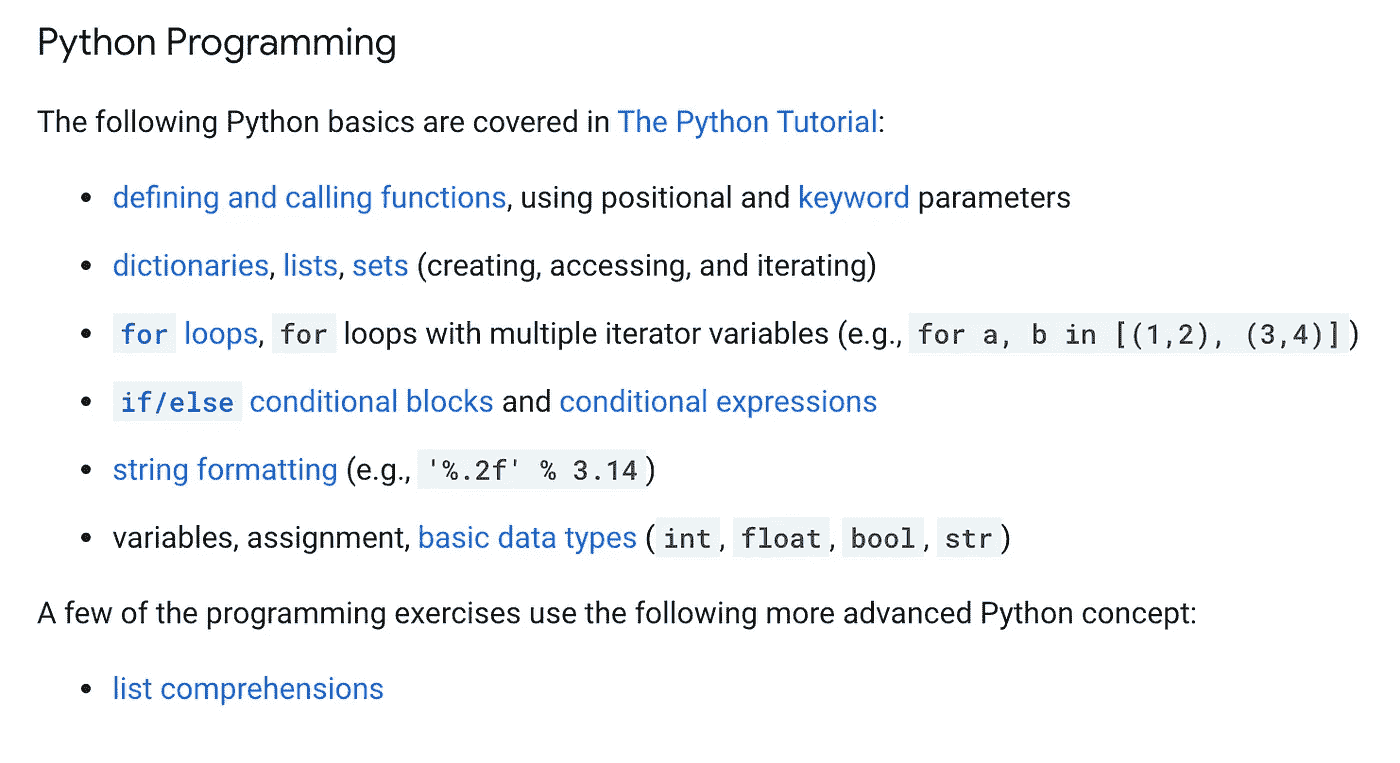 Python Programming
The following Python basics are covered in The Python Tutorial:
• defining and calling functions, using positional and keyword parameters
• dictionaries, lists, sets (creating, accessing, and iterating)
• for loops, for loops with multiple iterator variables (e.g., for a, b in [(1,2), (3,4)])
• if/else conditional blocks and conditional expressions
• string formatting (e.g., '%.2f' % 3.14)
• variables, assignment, basic data types (int, float, bool, str)
A few of the programming exercises use the following more advanced Python concept:
• list comprehensions